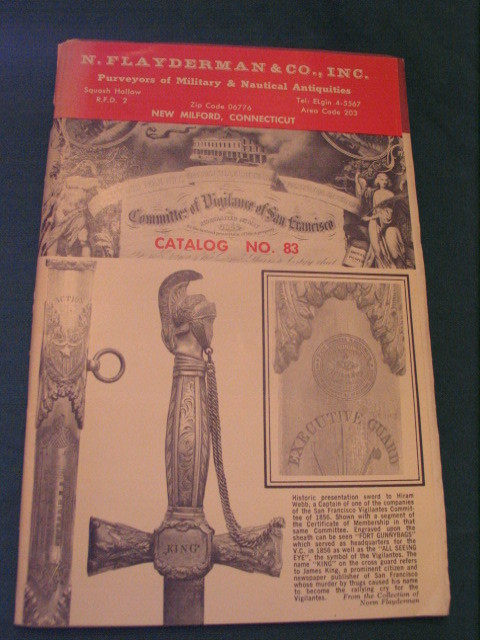 N. FLAYDERMAN & CO., INC.
Purveyors of Military & Nautical Antiquities
Squash Hollow
R.F.D. 2
Zip Code 06776
Tel: ELgin 4-5567
Area Code 203
NEW MILFORD, CONNECTICUT
Committee of Vigilance of San Francisco
CATALOG NO. 83
EXECUTIVE GUARD
KING
Historic presentation sword to Hiram
Webb, a Captain of one of the companies
of the San Francisco Vigilantes Commit-
tee of 1856. Shown with a segment of
the Certificate of Membership in that
same Committee. Engraved upon the
sheath can be seen "FORT GUNNYBAGS"
which served as headquarters for the
V.C. in 1856 as well as the "ALL SEEING
EYE", the symbol of the Vigilantes. The
name "KING" on the cross guard refers
to James King, a prominent citizen and
newspaper publisher of San Francisco
whose murder by thugs caused his name
to become the rallying cry for the
Vigilantes.
From the Collection of
Norm Flayderman